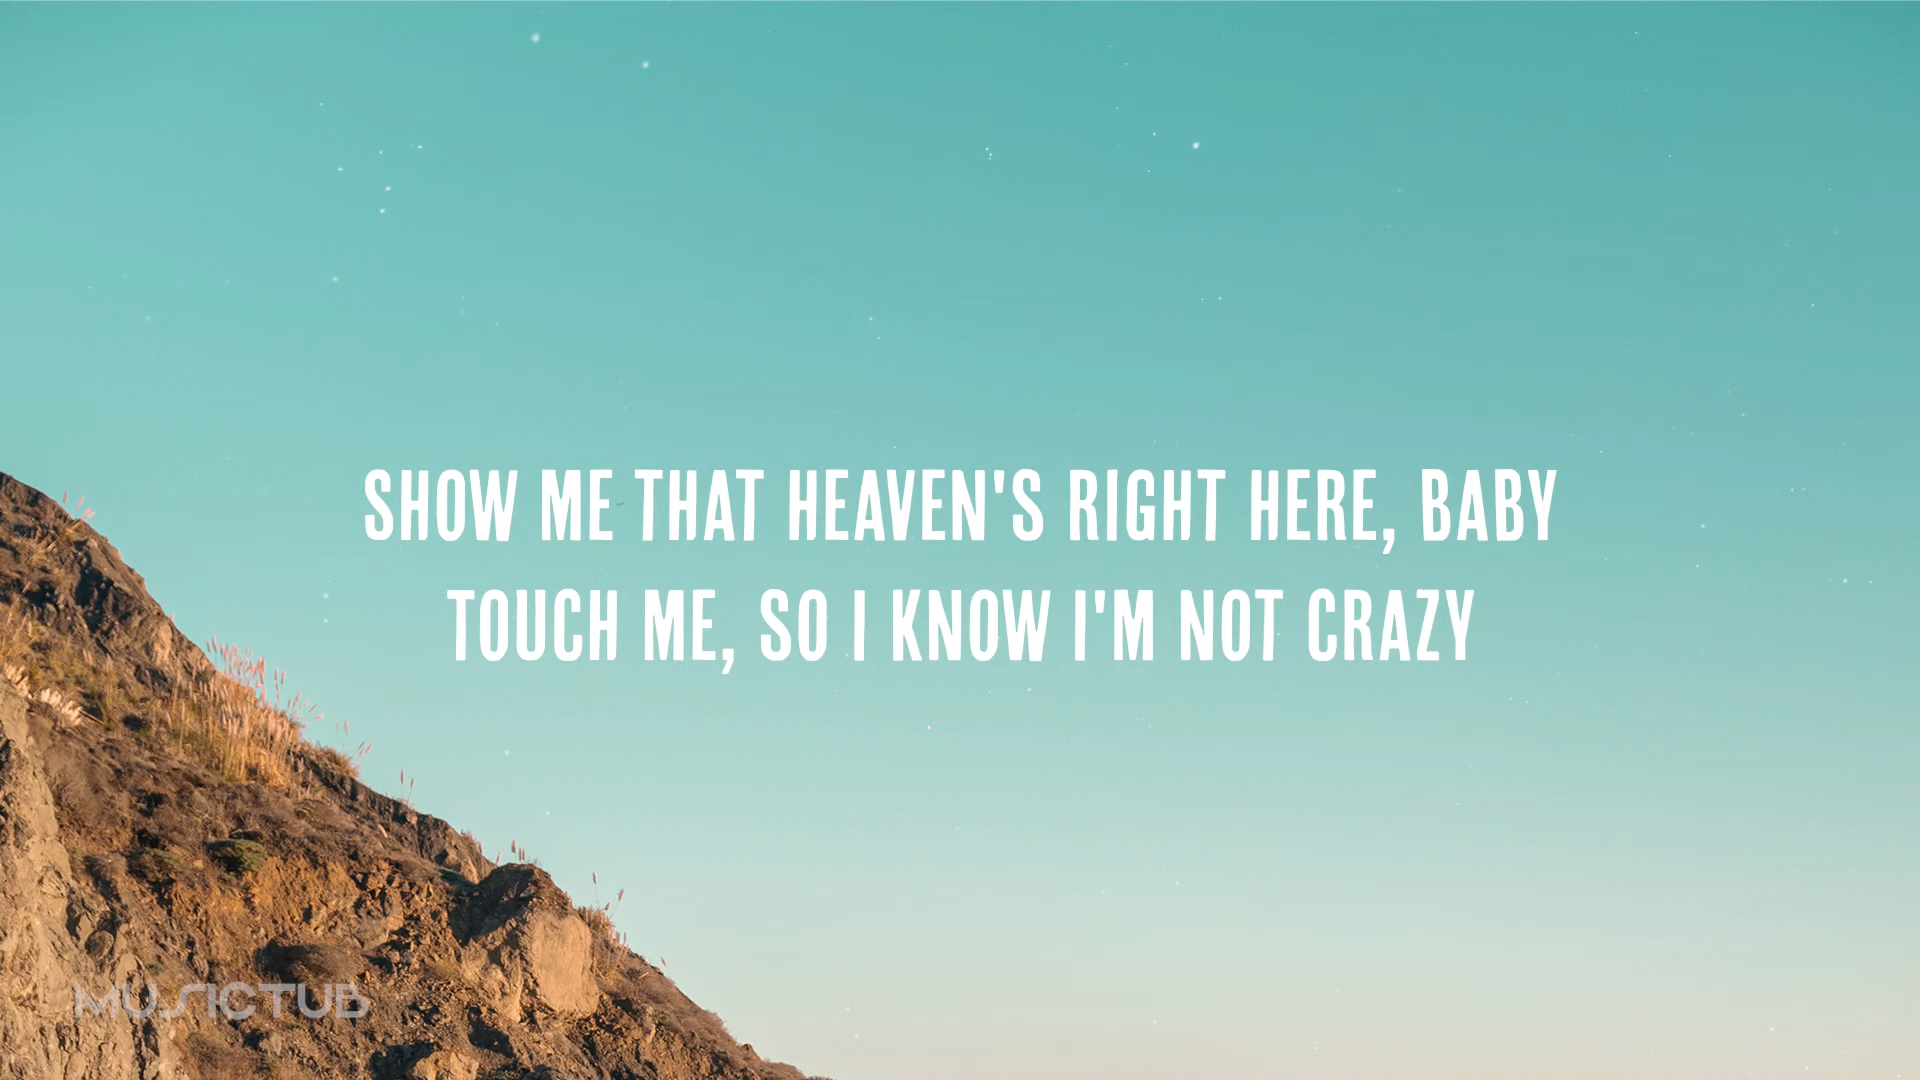 SHOW ME THAT HEAVEN'S RIGHT HERE, BABY
TOUCH ME, SO I KNOW I'M NOT CRAZY
MUSICTUB